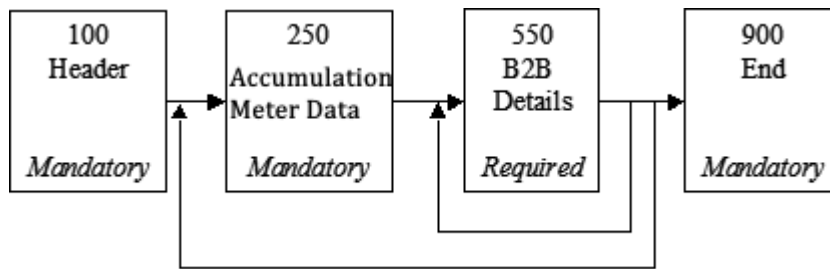 100
Header
Mandatory
250
Accumulation
Meter Data
Mandatory
550
B2B
Details
Required
900
End
Mandatory